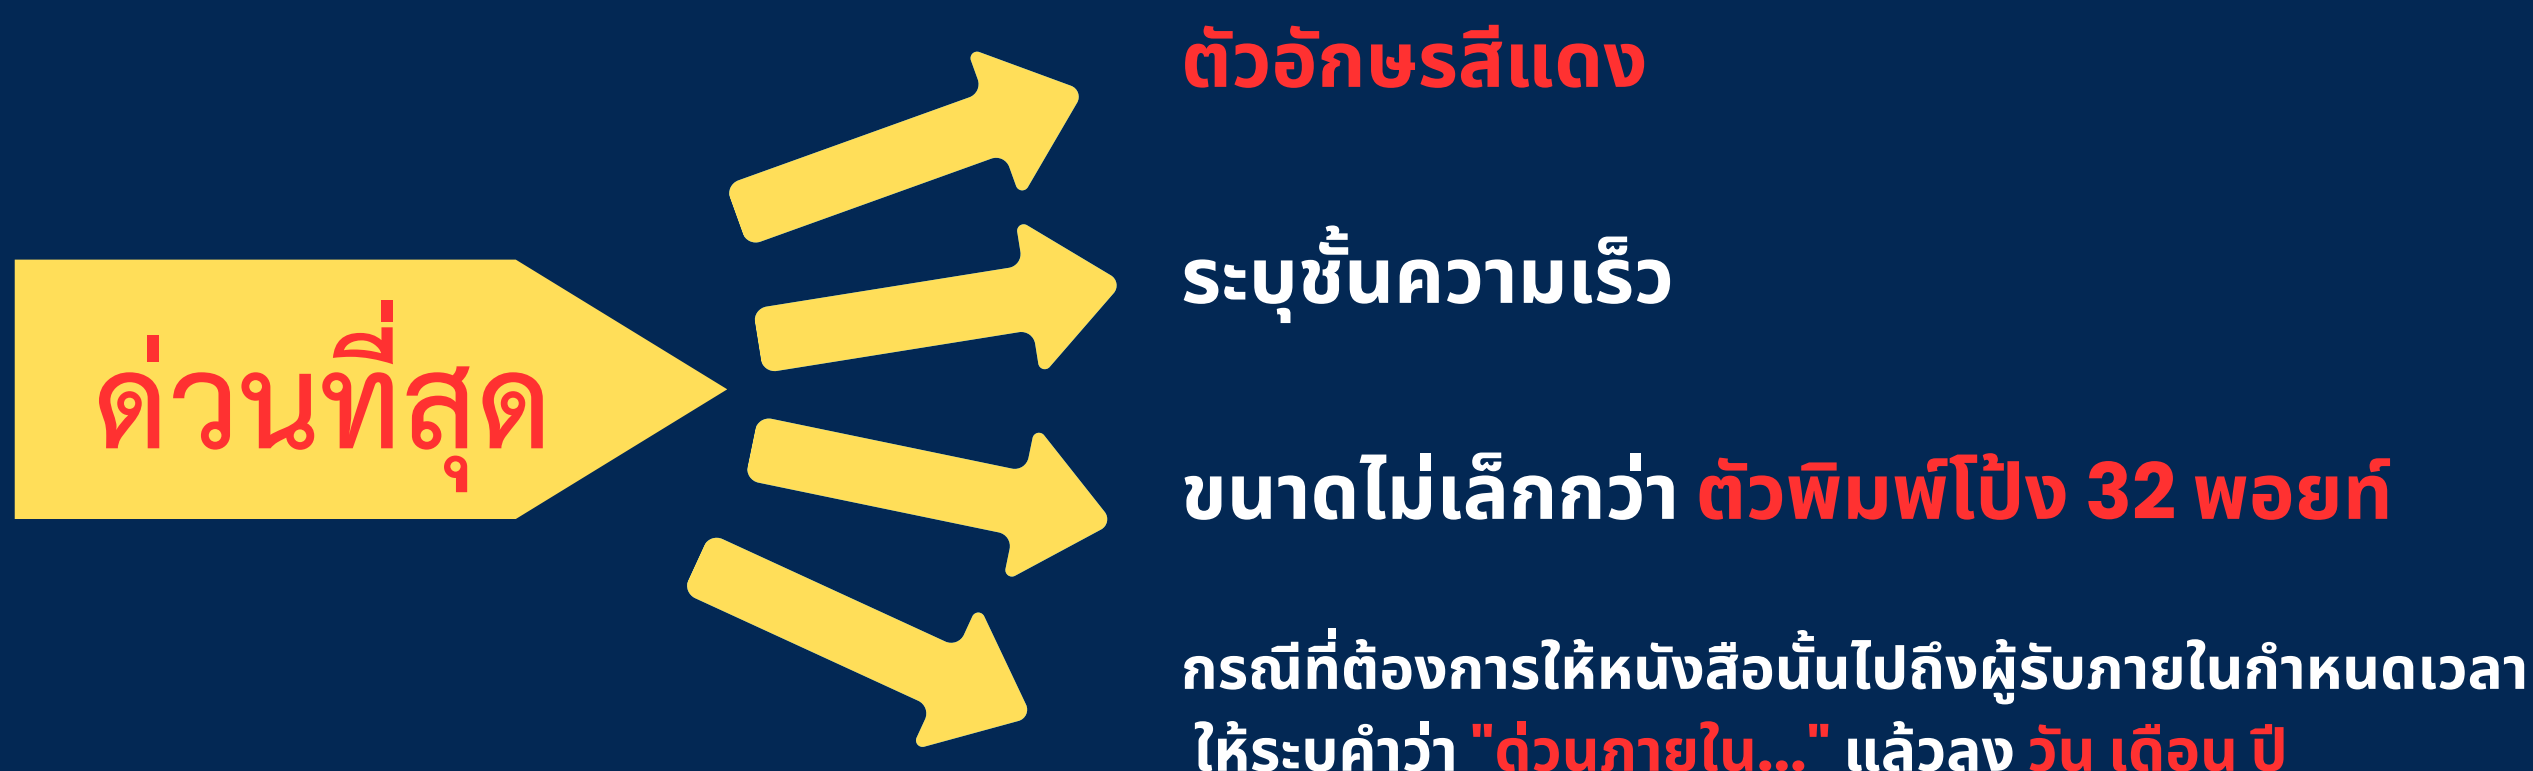 ตัวอักษรสีแดง
ระบุชั้นความเร็ว
ด่วนที่สุด
ขนาดไม่เล็กกว่า ตัวพิมพ์โป้ง 32 พอยท์
กรณีที่ต้องการให้หนังสือนั้นไปถึงผู้รับภายในกำหนดเวลา
ให้ระบุคำว่า "ด่วนภายใน..." แล้วลง วัน เดือน ปี